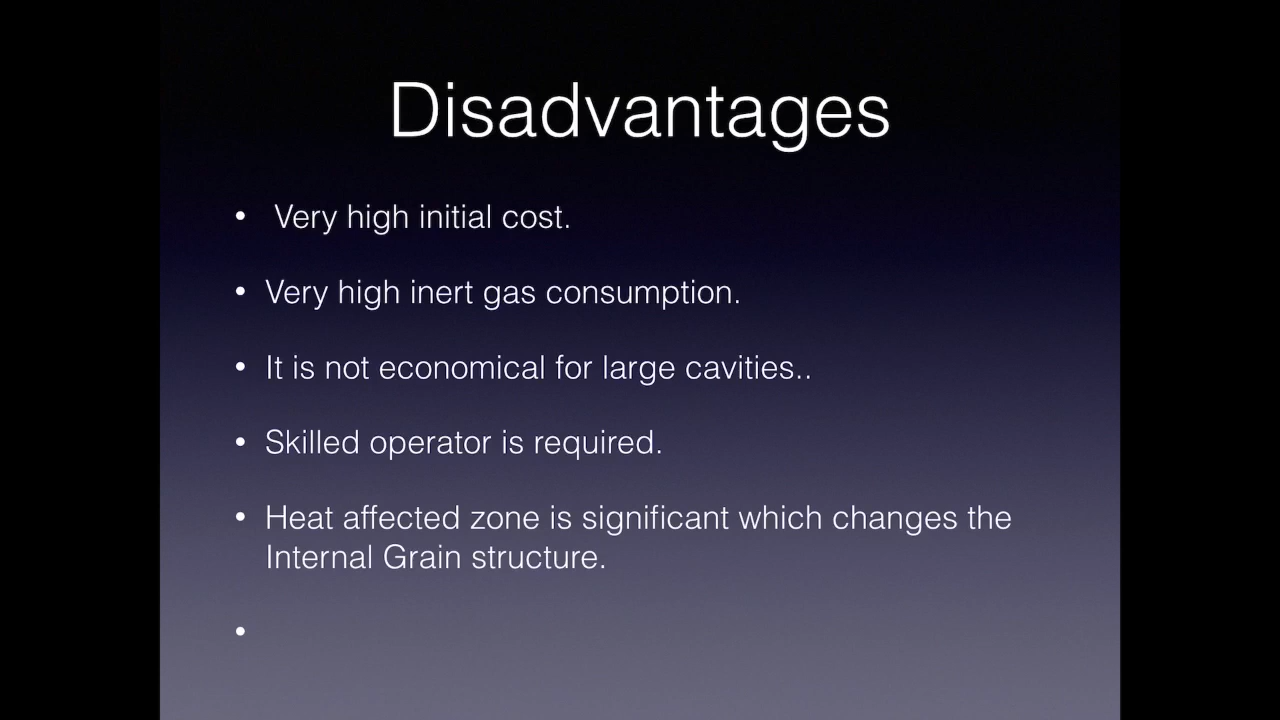 Disadvantages
• Very high initial cost.
• Very high inert gas consumption.
• It is not economical for large cavities..
• Skilled operator is required.
• Heat affected zone is significant which changes the
Internal Grain structure.
•